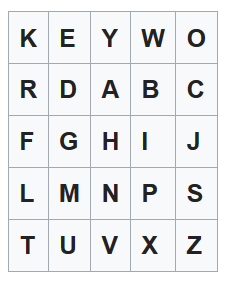 K E Y W O
R D A B C
F G H I J
L M N P S
T U V X Z